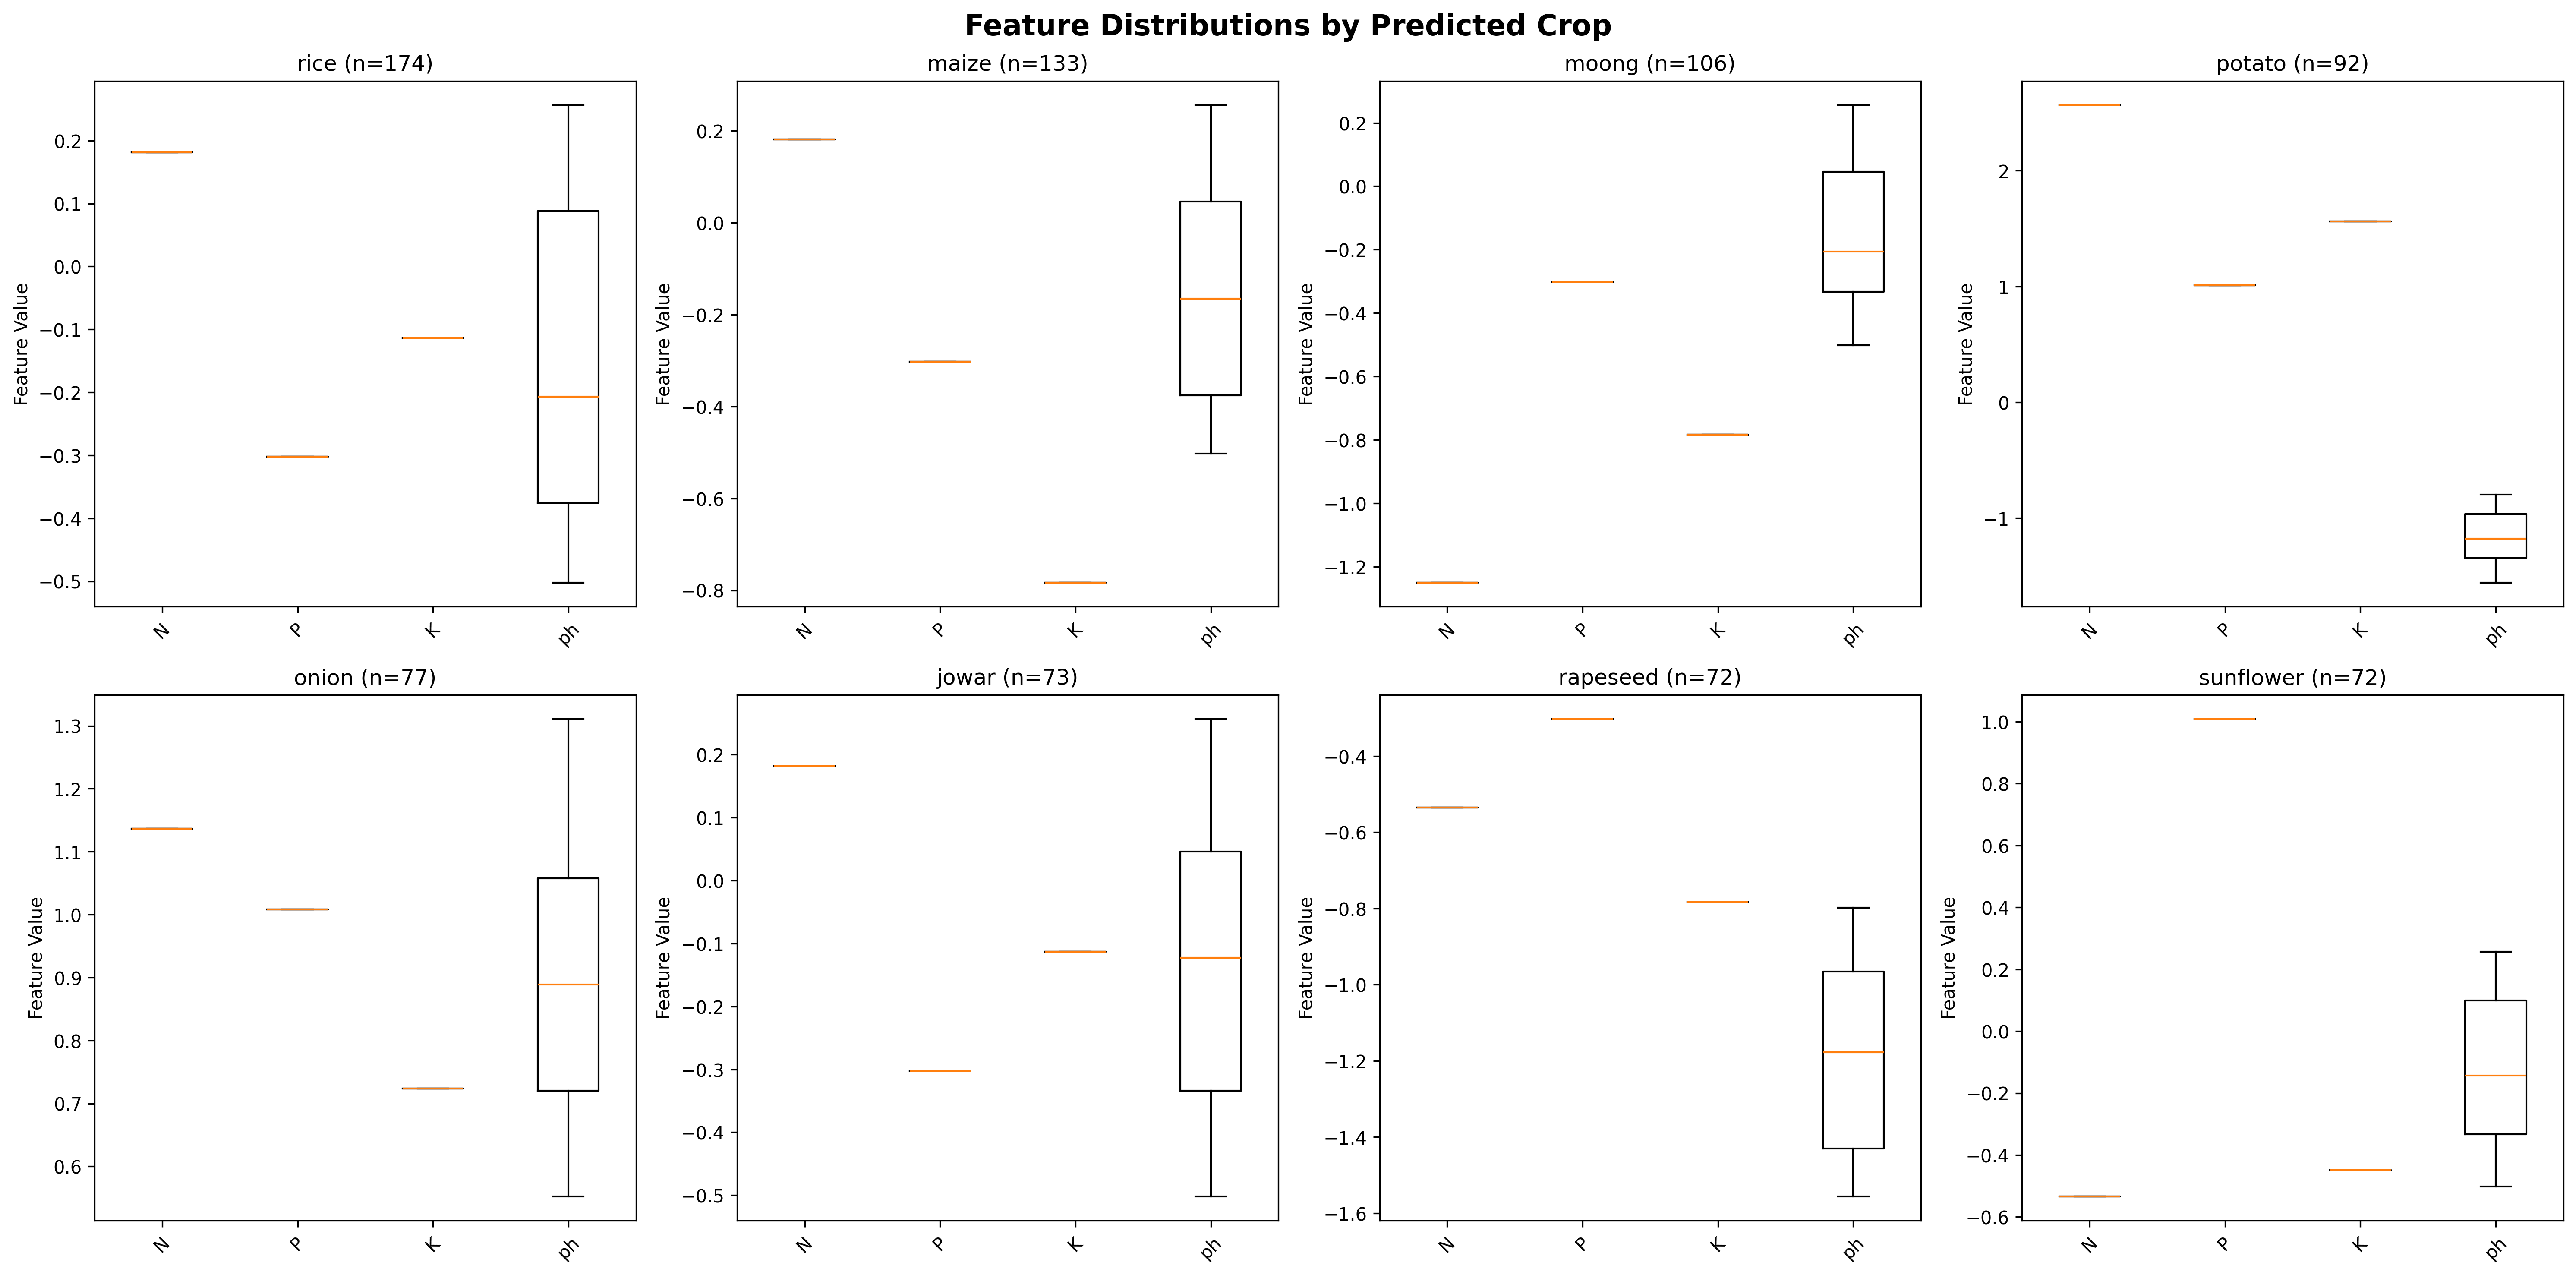 Feature Distributions by Predicted Crop
rice (n=174)
Feature Value
0.2
0.1
0.0
−0.1
−0.2
−0.3
−0.4
−0.5
N
P
K
ph
maize (n=133)
Feature Value
0.2
0.0
−0.2
−0.4
−0.6
−0.8
N
P
K
ph
moong (n=106)
Feature Value
0.2
0.0
−0.2
−0.4
−0.6
−0.8
−1.0
−1.2
N
P
K
ph
potato (n=92)
Feature Value
2
1
0
−1
N
P
K
ph
onion (n=77)
Feature Value
1.3
1.2
1.1
1.0
0.9
0.8
0.7
0.6
N
P
K
ph
jowar (n=73)
Feature Value
0.2
0.1
0.0
−0.1
−0.2
−0.3
−0.4
−0.5
N
P
K
ph
rapeseed (n=72)
Feature Value
−0.4
−0.6
−0.8
−1.0
−1.2
−1.4
−1.6
N
P
K
ph
sunflower (n=72)
Feature Value
1.0
0.8
0.6
0.4
0.2
0.0
−0.2
−0.4
−0.6
N
P
K
ph